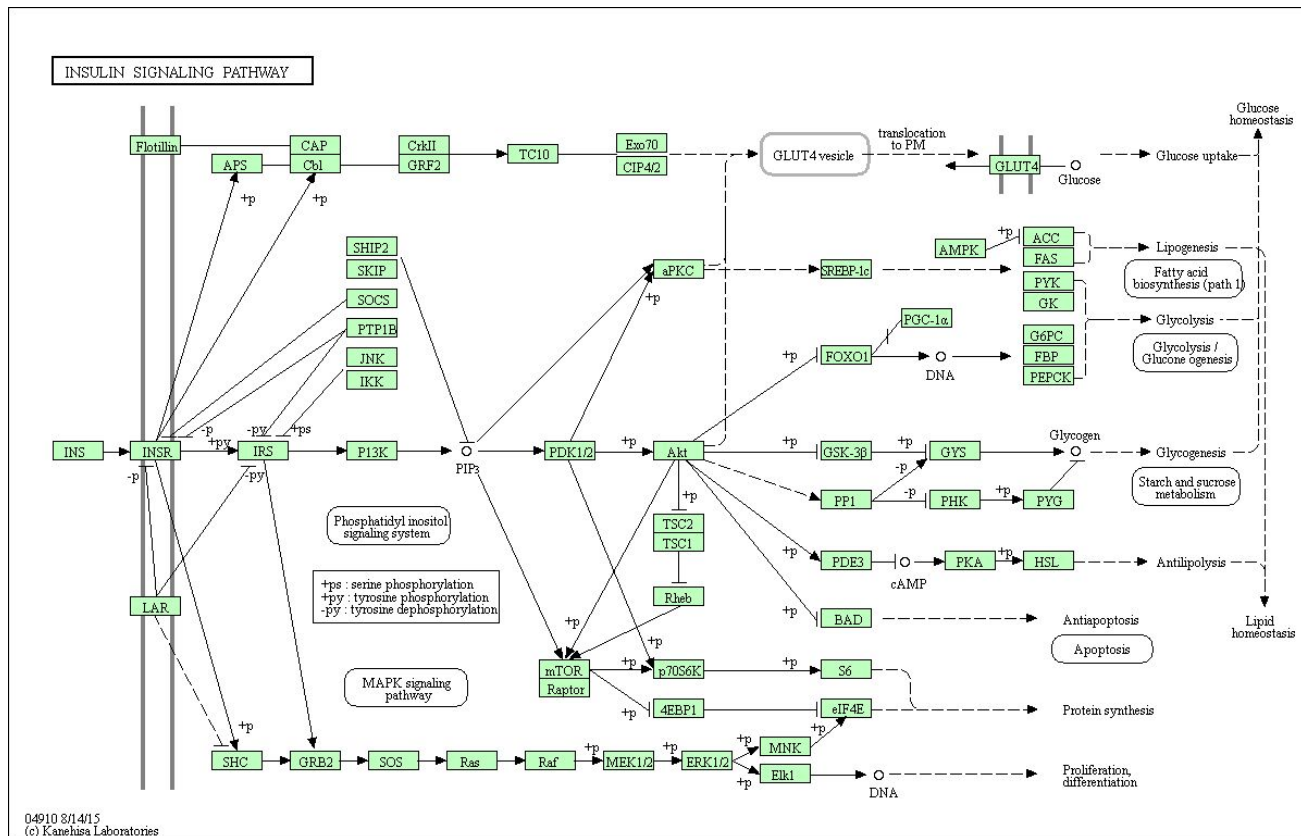 INSULIN SIGNALING PATHWAY
Glucose
homeostasis
Flotillin
CAP
CrkII
Exo70
translocation
to PM
APS
Cbl
GRF2
TC10
CIP4/2
GLUT4 vesicle
GLUT4
Glucose
Glucose uptake
+p
+p
SHIP2
SKIP
SOCS
PTP1B
JNK
IKK
aPKC
+p
SREBP-1c
AMPK
+p
ACC
FAS
Lipogenesis
Fatty acid
biosynthesis (path 1)
PYK
GK
Glycolysis
PGC-1α
G6PC
FBP
PEPCK
Glycolysis /
Glucone ogenesis
+p
FOXO1
DNA
INS
INSR
-p
+py
-py
+ps
IRS
P13K
PIP3
PDK1/2
+p
Akt
+p
GSK-3β
+p
GYS
Glycogen
Glycogenesis
Starch and sucrose
metabolism
-p
-py
PP1
-p
-p
PHK
+p
PYG
Phosphatidyl inositol
signaling system
+p
TSC2
TSC1
+p
PDE3
cAMP
PKA
+p
HSL
Antilipolysis
+ps : serine phosphorylation
+py : tyrosine phosphorylation
-py : tyrosine dephosphorylation
LAR
Rheb
+p
BAD
Antiapoptosis
Apoptosis
Lipid
homeostasis
+p
+p
MAPK signaling
pathway
mTOR
Raptor
+p
p70S6K
+p
S6
+p
4EBP1
eIF4E
Protein synthesis
+p
SHC
GRB2
SOS
Ras
Raf
+p
MEK1/2
+p
ERK1/2
+p
MNK
+p
+p
Elk1
DNA
Proliferation,
differentiation
04910 8/14/15
(c) Kanehisa Laboratories